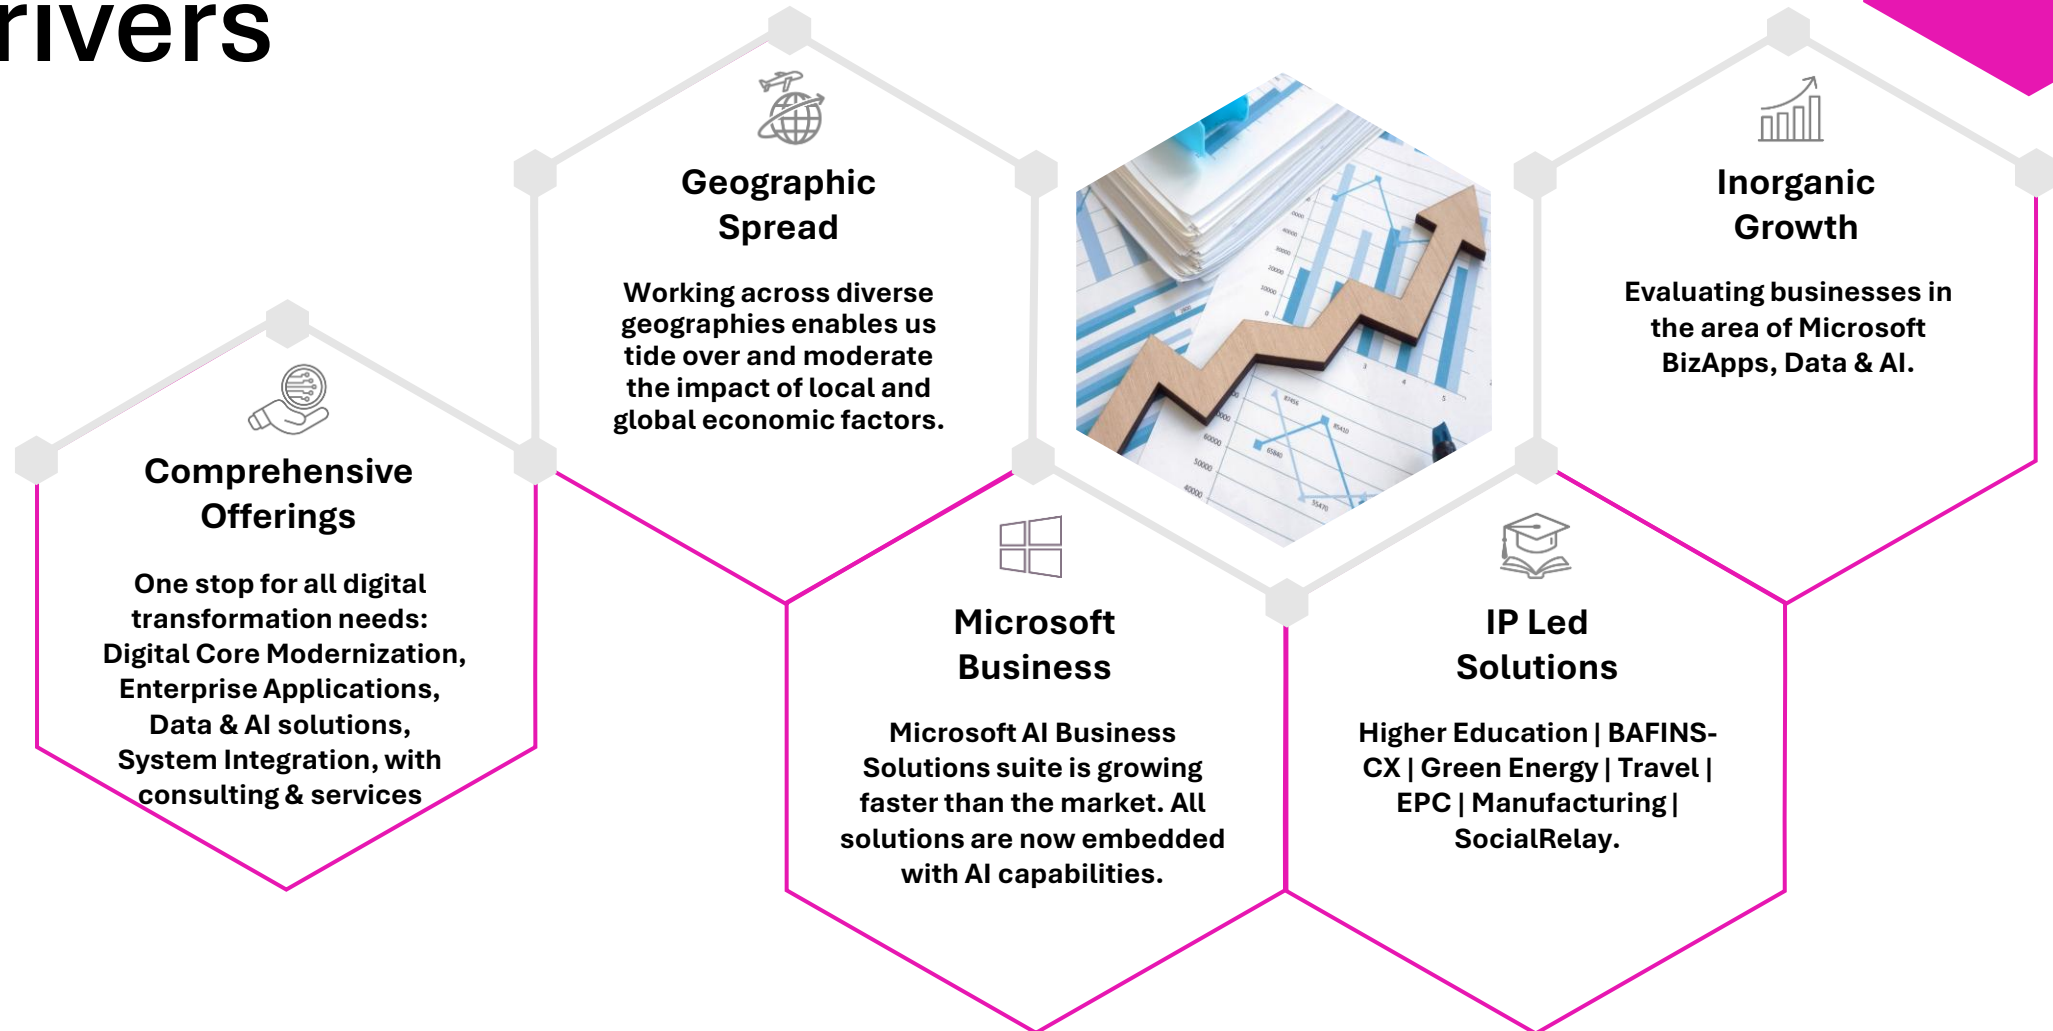 rivers
Geographic
Spread
Working across diverse
geographies enables us
tide over and moderate
the impact of local and
global economic factors.
Inorganic
Growth
Evaluating businesses in
the area of Microsoft
BizApps, Data & AI.
Comprehensive
Offerings
One stop for all digital
transformation needs:
Digital Core Modernization,
Enterprise Applications,
Data & AI solutions,
System Integration, with
consulting & services
Microsoft
Business
Microsoft AI Business
Solutions suite is growing
faster than the market. All
solutions are now embedded
with AI capabilities.
IP Led
Solutions
Higher Education | BAFINS-
CX | Green Energy | Travel |
EPC | Manufacturing |
SocialRelay.